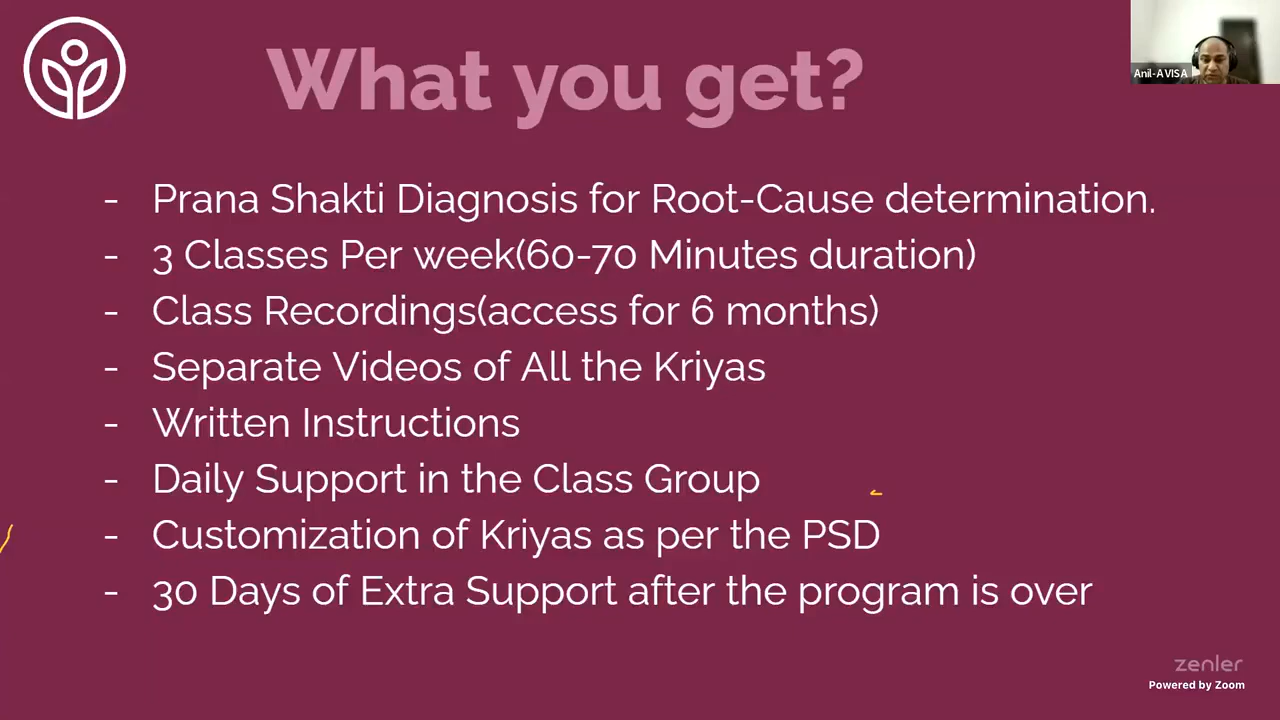 What you get?
Anil-AVISA
- Prana Shakti Diagnosis for Root-Cause determination.
- 3 Classes Per week(60-70 Minutes duration)
- Class Recordings(access for 6 months)
- Separate Videos of All the Kriyas
- Written Instructions
- Daily Support in the Class Group
- Customization of Kriyas as per the PSD
- 30 Days of Extra Support after the program is over
zenler
Powered by Zoom